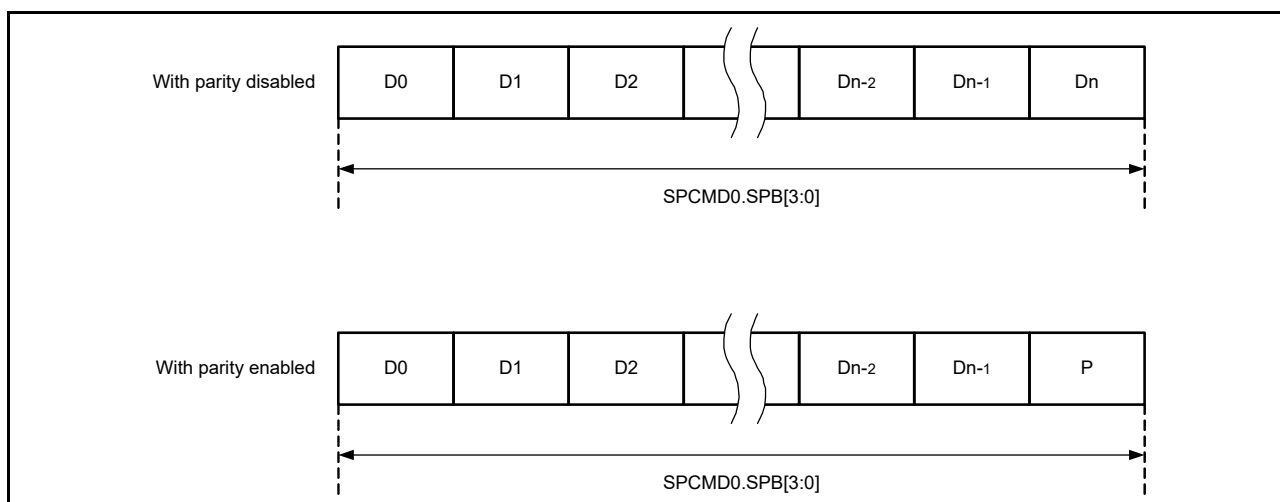 With parity disabled D0 D1 D2 Dn-2 Dn-1 Dn
SPCMD0.SPB[3:0]
With parity enabled D0 D1 D2 Dn-2 Dn-1 P
SPCMD0.SPB[3:0]